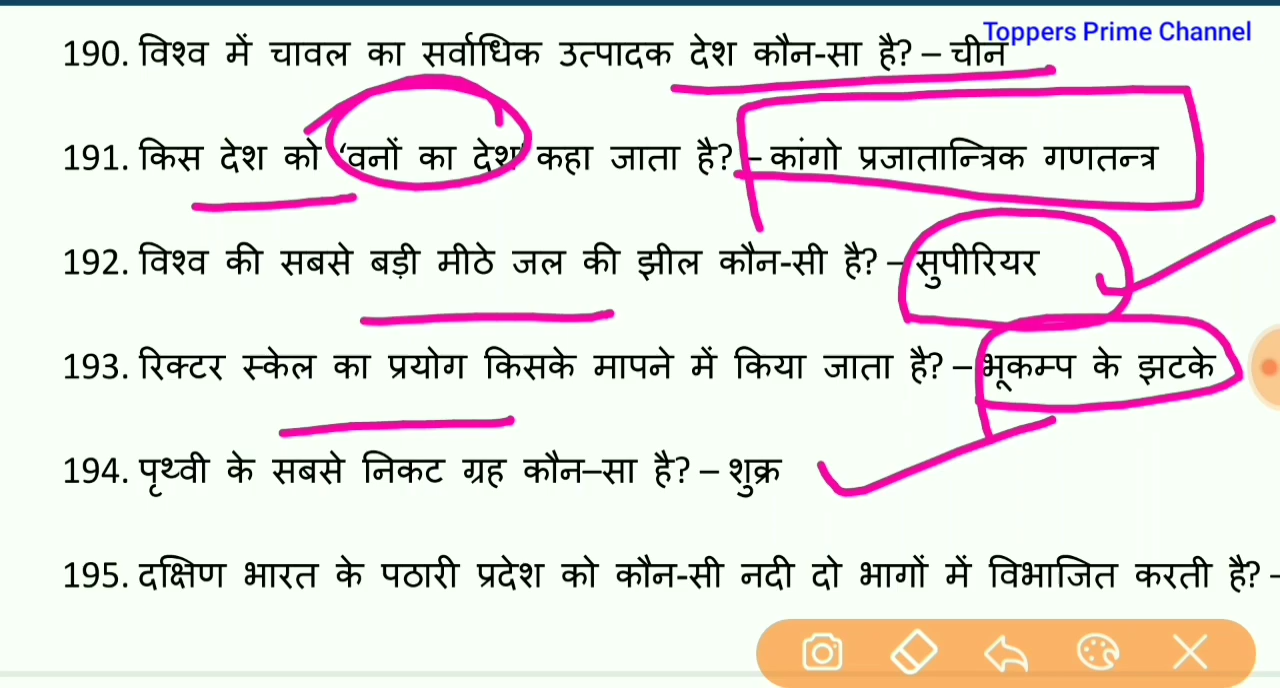 Toppers Prime Channel
190. विश्व में चावल का सर्वाधिक उत्पादक देश कौन-सा है? – चीन
191. किस देश को ‘वनों का देश’ कहा जाता है? – कांगो प्रजातान्त्रिक गणतन्त्र
192. विश्व की सबसे बड़ी मीठे जल की झील कौन-सी है? – सुपीरियर
193. रिक्टर स्केल का प्रयोग किसके मापने में किया जाता है? – भूकम्प के झटके
194. पृथ्वी के सबसे निकट ग्रह कौन–सा है? – शुक्र
195. दक्षिण भारत के पठारी प्रदेश को कौन-सी नदी दो भागों में विभाजित करती है? -